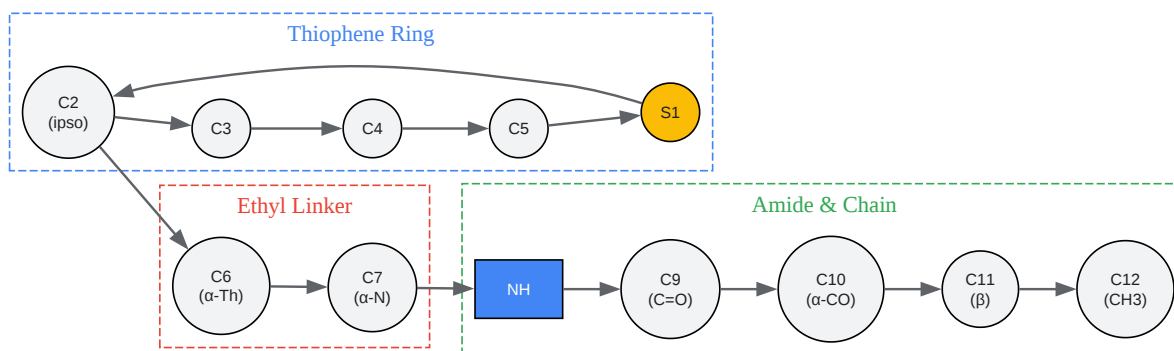 Thiophene Ring
C2
(ipso)
C3
C4
C5
S1
Ethyl Linker
C6
(α-Th)
C7
(α-N)
Amide & Chain
NH
C9
(C=O)
C10
(α-CO)
C11
(β)
C12
(CH3)